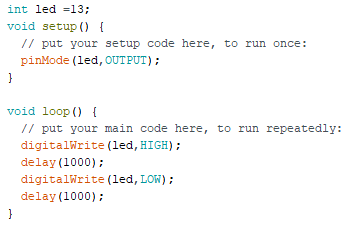 int led =13;
void setup() {
  // put your setup code here, to run once:
  pinMode(led,OUTPUT);
}

void loop() {
  // put your main code here, to run repeatedly:
  digitalWrite(led,HIGH);
  delay(1000);
  digitalWrite(led,LOW);
  delay(1000);
}